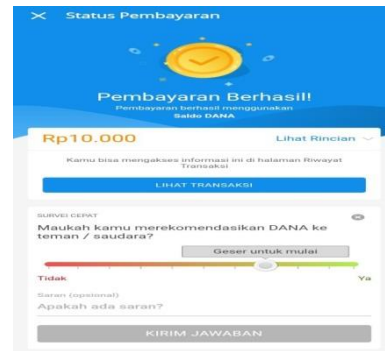 Status Pembayaran
Pembayaran Berhasil!
Pembayaran berhasil menggunakan
Saldo DANA
Rp10.000
Lihat Rincian
Kamu bisa mengakses informasi ini di halaman Riwayat
Transaksi
LIHAT TRANSAKSI
SURVEI CEPAT
Maukah kamu merekomendasikan DANA ke
teman / saudara?
Geser untuk mulai
Tidak
Ya
Saran (opsional)
Apakah ada saran?
KIRIM JAWABAN